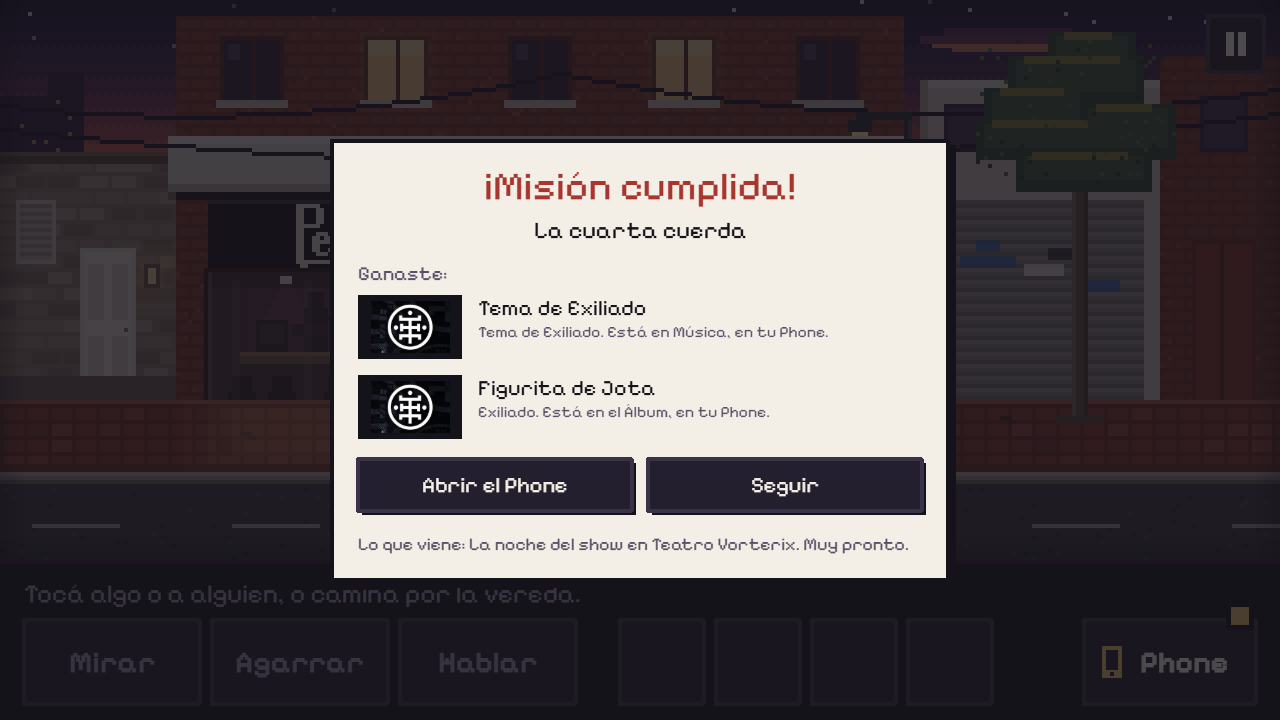 ¡Misión cumplida!
La cuarta cuerda
Ganaste:
Tema de Exiliado
Tema de Exiliado. Está en Música, en tu Phone.
Figurita de Jota
Exiliado. Está en el Álbum, en tu Phone.
Abrir el Phone
Seguir
Lo que viene: La noche del show en Teatro Vorterix. Muy pronto.
Tocá algo o a alguien, o caminá por la vereda.
Mirar
Agarrar
Hablar
Phone